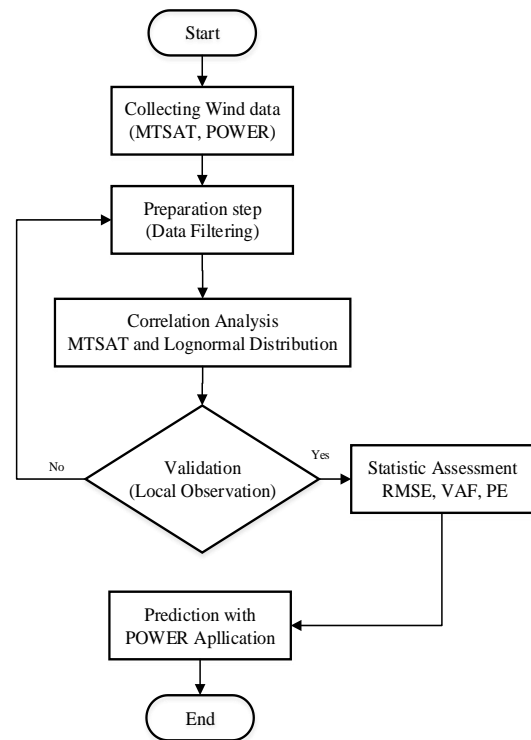 Start
Collecting Wind data
(MTSAT, POWER)
Preparation step
(Data Filtering)
Correlation Analysis
MTSAT and Lognormal Distribution
No
Validation
(Local Observation)
Yes
Statistic Assessment
RMSE, VAF, PE
Prediction with
POWER Apllication
End